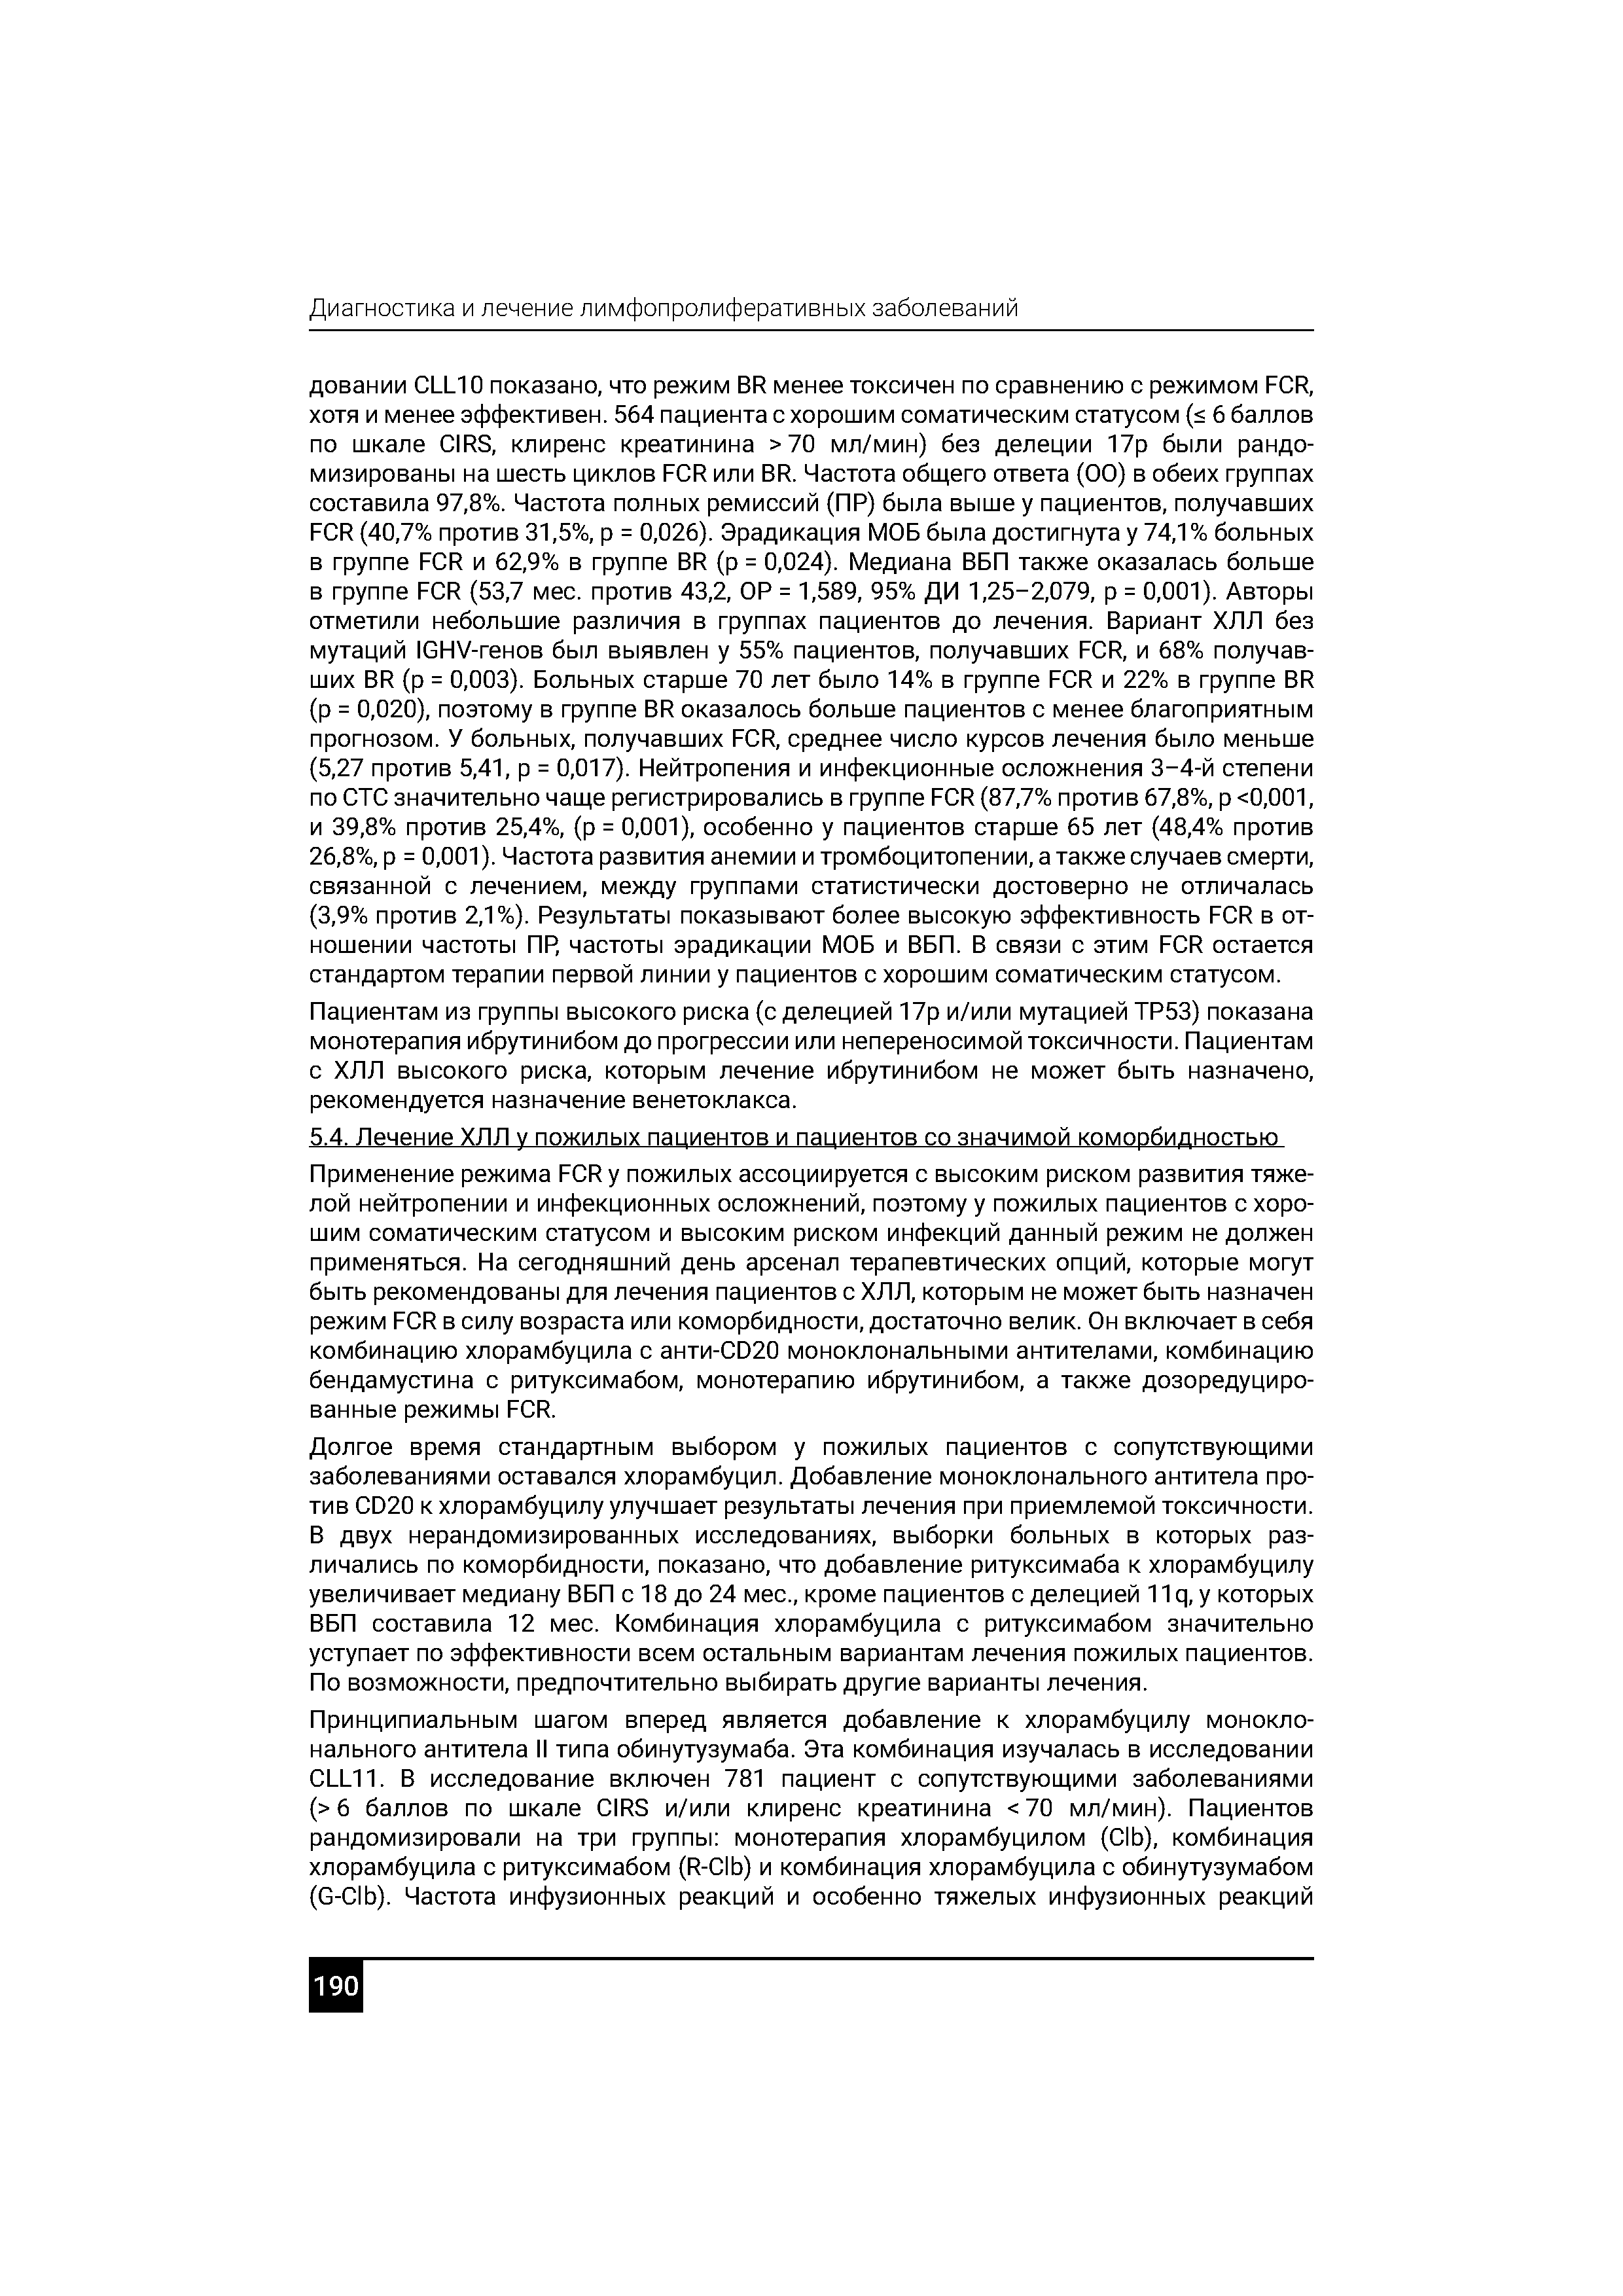 Диагностика и лечение лимфопролиферативных заболеваний
довании CLL10 показано, что режим BR менее токсичен по сравнению с режимом FCR,
хотя и менее эффективен. 564 пациента с хорошим соматическим статусом (≤ 6 баллов
по шкале CIRS, клиренс креатинина > 70 мл/мин) без делеции 17p были рандо-
мизированы на шесть циклов FCR или BR. Частота общего ответа (ОО) в обеих группах
составила 97,8%. Частота полных ремиссий (ПР) была выше у пациентов, получавших
FCR (40,7% против 31,5%, p = 0,026). Эрадикация МОБ была достигнута у 74,1% больных
в группе FCR и 62,9% в группе BR (p = 0,024). Медиана ВБП также оказалась больше
в группе FCR (53,7 мес. против 43,2, ОР = 1,589, 95% ДИ 1,25–2,079, p = 0,001). Авторы
отметили небольшие различия в группах пациентов до лечения. Вариант ХЛЛ без
мутаций IGHV-генов был выявлен у 55% пациентов, получавших FCR, и 68% получав-
ших BR (p = 0,003). Больных старше 70 лет было 14% в группе FCR и 22% в группе BR
(p = 0,020), поэтому в группе BR оказалось больше пациентов с менее благоприятным
прогнозом. У больных, получавших FCR, среднее число курсов лечения было меньше
(5,27 против 5,41, p = 0,017). Нейтропения и инфекционные осложнения 3–4-й степени
по СТС значительно чаще регистрировались в группе FCR (87,7% против 67,8%, p <0,001,
и 39,8% против 25,4%, (p = 0,001), особенно у пациентов старше 65 лет (48,4% против
26,8%, p = 0,001). Частота развития анемии и тромбоцитопении, а также случаев смерти,
связанной с лечением, между группами статистически достоверно не отличалась
(3,9% против 2,1%). Результаты показывают более высокую эффективность FCR в от-
ношении частоты ПР, частоты эрадикации МОБ и ВБП. В связи с этим FCR остается
стандартом терапии первой линии у пациентов с хорошим соматическим статусом.
Пациентам из группы высокого риска (с делецией 17p и/или мутацией TP53) показана
монотерапия ибрутинибом до прогрессии или непереносимой токсичности. Пациентам
с ХЛЛ высокого риска, которым лечение ибрутинибом не может быть назначено,
рекомендуется назначение венетоклакса.
5.4. Лечение ХЛЛ у пожилых пациентов и пациентов со значимой коморбидностью
Применение режима FCR у пожилых ассоциируется с высоким риском развития тяже-
лой нейтропении и инфекционных осложнений, поэтому у пожилых пациентов с хоро-
шим соматическим статусом и высоким риском инфекций данный режим не должен
применяться. На сегодняшний день арсенал терапевтических опций, которые могут
быть рекомендованы для лечения пациентов с ХЛЛ, которым не может быть назначен
режим FCR в силу возраста или коморбидности, достаточно велик. Он включает в себя
комбинацию хлорамбуцила с анти-CD20 моноклональными антителами, комбинацию
бендамустина с ритуксимабом, монотерапию ибрутинибом, а также дозоредуциро-
ванные режимы FCR.
Долгое время стандартным выбором у пожилых пациентов с сопутствующими
заболеваниями оставался хлорамбуцил. Добавление моноклонального антитела про-
тив CD20 к хлорамбуцилу улучшает результаты лечения при приемлемой токсичности.
В двух нерандомизированных исследованиях, выборки больных в которых раз-
личались по коморбидности, показано, что добавление ритуксимаба к хлорамбуцилу
увеличивает медиану ВБП с 18 до 24 мес., кроме пациентов с делецией 11q, у которых
ВБП составила 12 мес. Комбинация хлорамбуцила с ритуксимабом значительно
уступает по эффективности всем остальным вариантам лечения пожилых пациентов.
По возможности, предпочтительно выбирать другие варианты лечения.
Принципиальным шагом вперед является добавление к хлорамбуцилу монокло-
нального антитела II типа обинутузумаба. Эта комбинация изучалась в исследовании
CLL11. В исследование включен 781 пациент с сопутствующими заболеваниями
(> 6 баллов по шкале CIRS и/или клиренс креатинина < 70 мл/мин). Пациентов
рандомизировали на три группы: монотерапия хлорамбуцилом (Clb), комбинация
хлорамбуцила с ритуксимабом (R-Clb) и комбинация хлорамбуцила с обинутузумабом
(G-Clb). Частота инфузионных реакций и особенно тяжелых инфузионных реакций
190